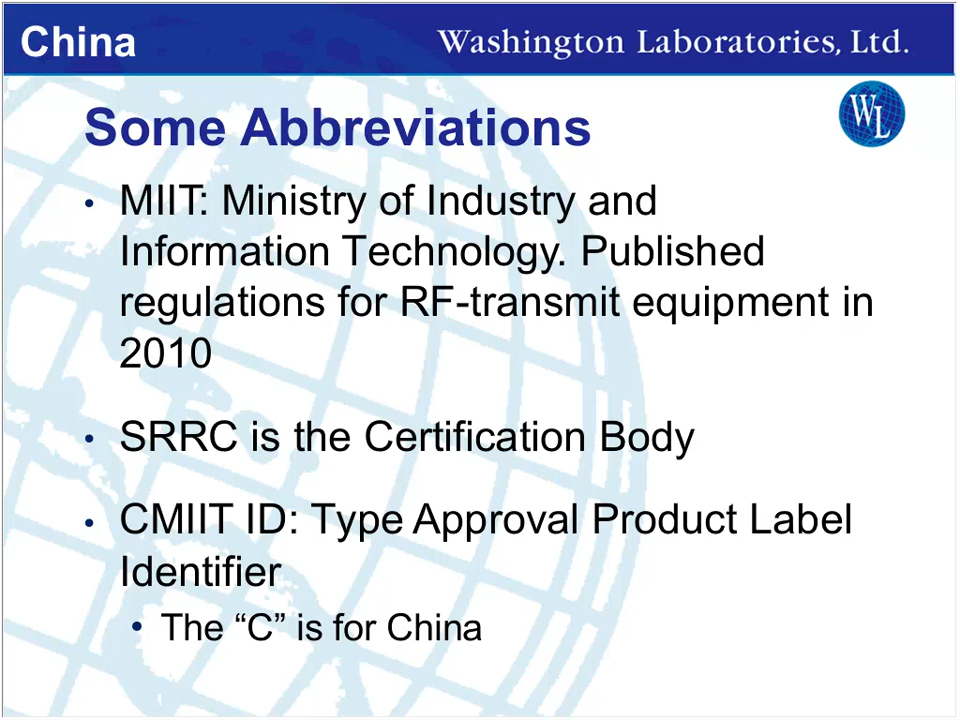 China
Washington Laboratories, Ltd.
WL
Some Abbreviations
• MIIT: Ministry of Industry and
Information Technology. Published
regulations for RF-transmit equipment in
2010
• SRRC is the Certification Body
• CMIIT ID: Type Approval Product Label
Identifier
• The “C” is for China